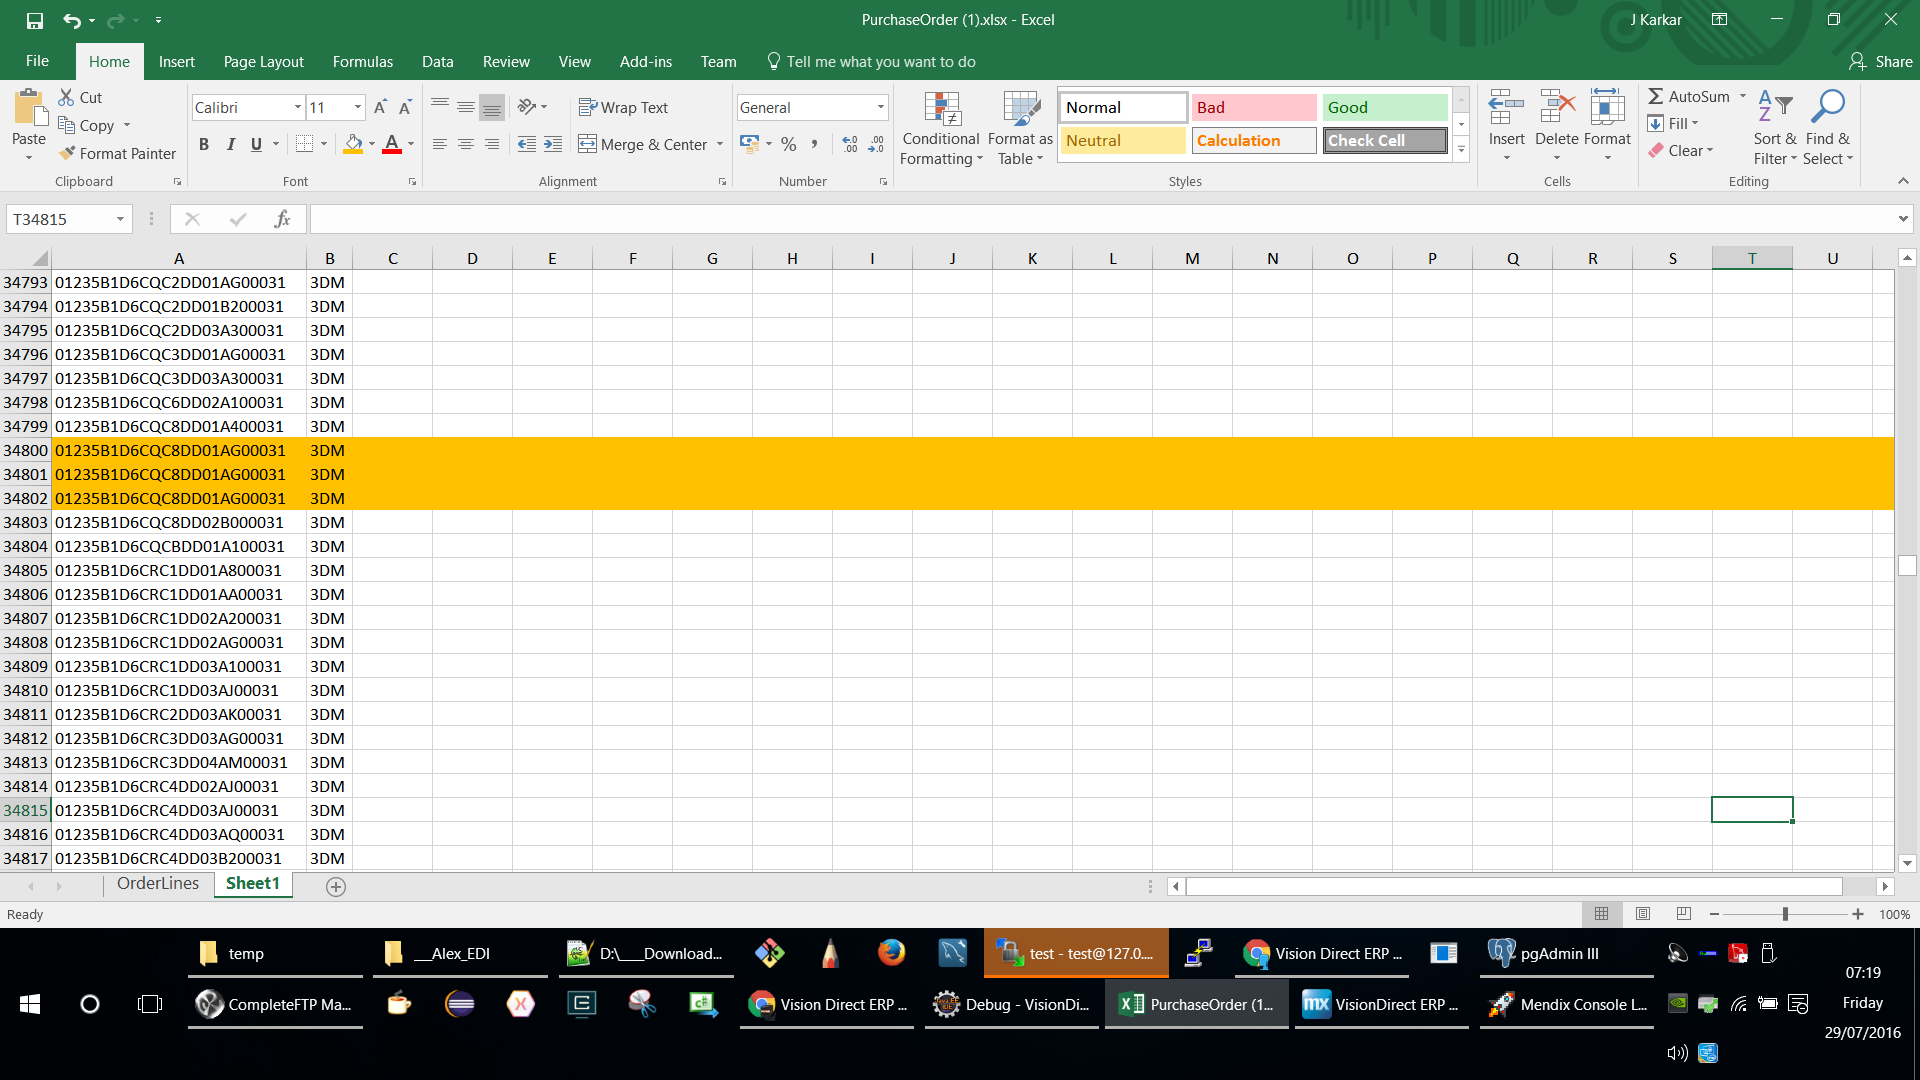 PurchaseOrder (1).xlsx - Excel
J Karkar
File Home Insert Page Layout Formulas Data Review View Add-ins Team Tell me what you want to do Share
Paste
Cut
Copy
Format Painter
Clipboard
Calibri 11
B I U
Font
Wrap Text
Merge & Center
Alignment
General
Number
Conditional Formatting
Format as Table
Normal Bad Good
Neutral Calculation Check Cell
Styles
Insert Delete Format
Cells
AutoSum
Fill
Clear
Sort & Filter
Find & Select
Editing
T34815
fx
A B C D E F G H I J K L M N O P Q R S T U
34793 01235B1D6CQC2DD01AG00031 3DM
34794 01235B1D6CQC2DD01B200031 3DM
34795 01235B1D6CQC2DD03A300031 3DM
34796 01235B1D6CQC3DD01AG00031 3DM
34797 01235B1D6CQC3DD03A300031 3DM
34798 01235B1D6CQC6DD02A100031 3DM
34799 01235B1D6CQC8DD01A400031 3DM
34800 01235B1D6CQC8DD01AG00031 3DM
34801 01235B1D6CQC8DD01AG00031 3DM
34802 01235B1D6CQC8DD01AG00031 3DM
34803 01235B1D6CQC8DD02B000031 3DM
34804 01235B1D6CQCBDD01A100031 3DM
34805 01235B1D6CRC1DD01A800031 3DM
34806 01235B1D6CRC1DD01AA00031 3DM
34807 01235B1D6CRC1DD02A200031 3DM
34808 01235B1D6CRC1DD02AG00031 3DM
34809 01235B1D6CRC1DD03A100031 3DM
34810 01235B1D6CRC1DD03AJ00031 3DM
34811 01235B1D6CRC2DD03AK00031 3DM
34812 01235B1D6CRC3DD03AG00031 3DM
34813 01235B1D6CRC3DD04AM00031 3DM
34814 01235B1D6CRC4DD02AJ00031 3DM
34815 01235B1D6CRC4DD03AJ00031 3DM
34816 01235B1D6CRC4DD03AQ00031 3DM
34817 01235B1D6CRC4DD03B200031 3DM
OrderLines Sheet1
Ready
100%
temp
__Alex_EDI
D:\___Download...
test - test@127.0....
Vision Direct ERP ...
pgAdmin III
CompleteFTP Ma...
Vision Direct ERP ...
Debug - VisionDi...
PurchaseOrder (1...
VisionDirect ERP ...
Mendix Console L...
07:19
Friday
29/07/2016